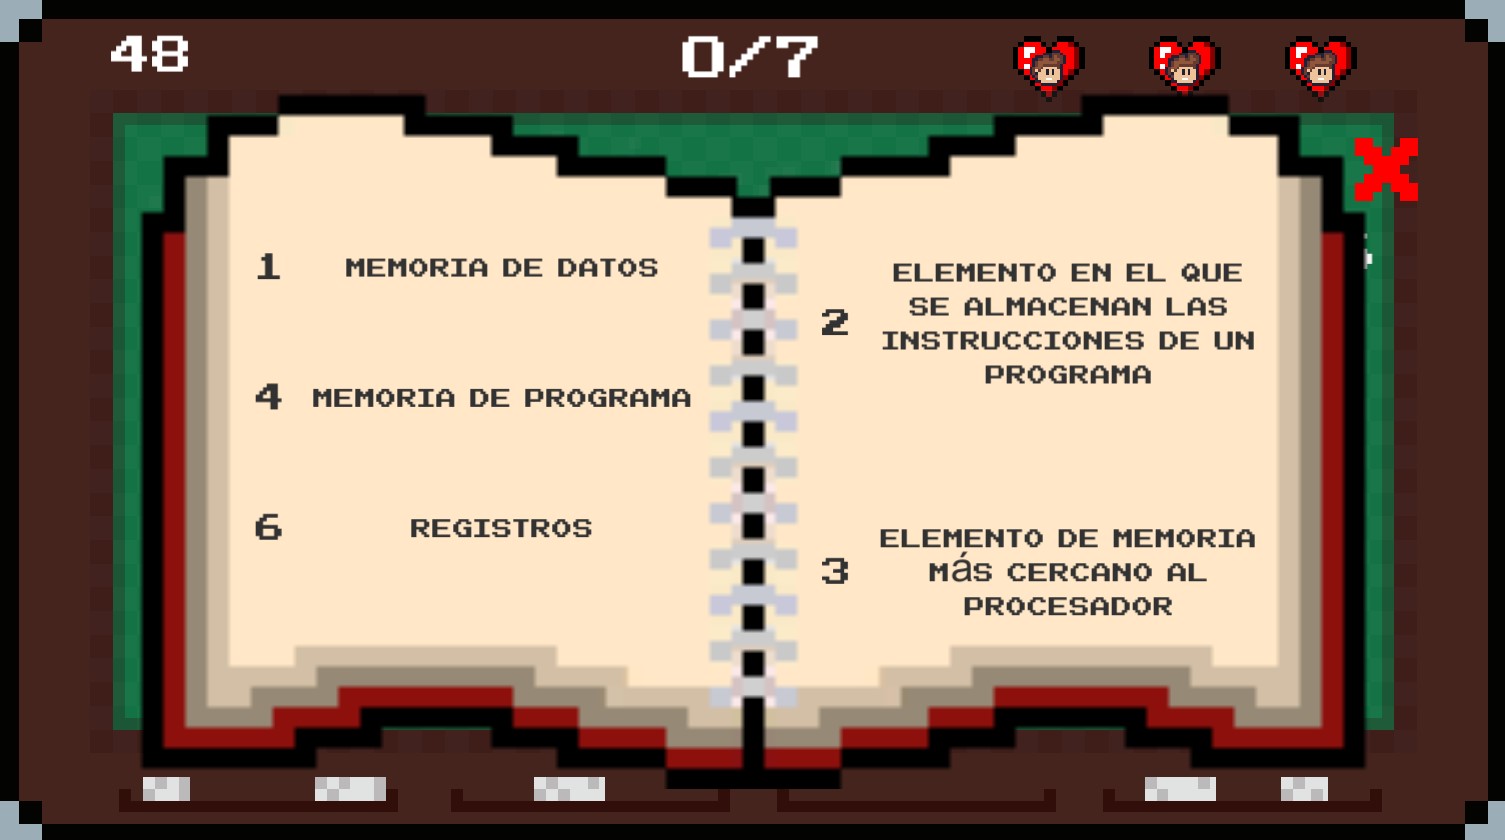 48
0/7
1 MEMORIA DE DATOS
4 MEMORIA DE PROGRAMA
6 REGISTROS
2
ELEMENTO EN EL QUE
SE ALMACENAN LAS
INSTRUCCIONES DE UN
PROGRAMA
3
ELEMENTO DE MEMORIA
MáS CERCANO AL
PROCESADOR